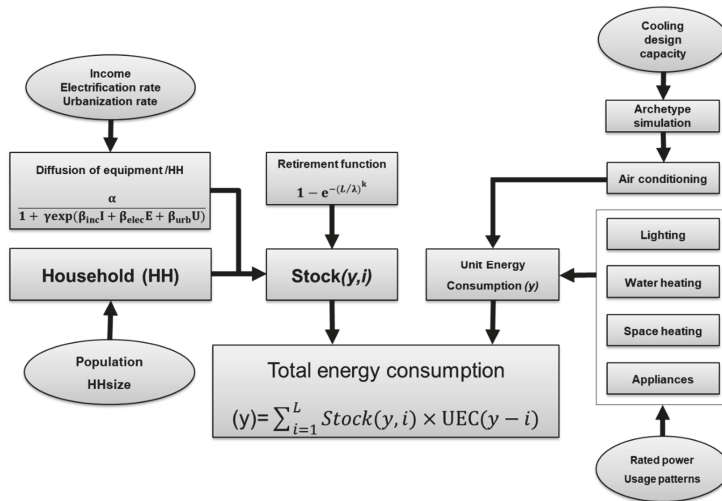 Cooling
design
capacity
Income
Electrification rate
Urbanization rate
Archetype
simulation
Diffusion of equipment /HH
α
1 + γexp(β_inc I + β_elec E + β_urb U)
Retirement function
1 − e^−(L/λ)^k
Air conditioning
Lighting
Household (HH)
Stock(y,i)
Unit Energy
Consumption (y)
Water heating
Space heating
Population
HHsize
Total energy consumption
(y)= ∑_{i=1}^{L} Stock(y, i) × UEC(y − i)
Appliances
Rated power
Usage patterns